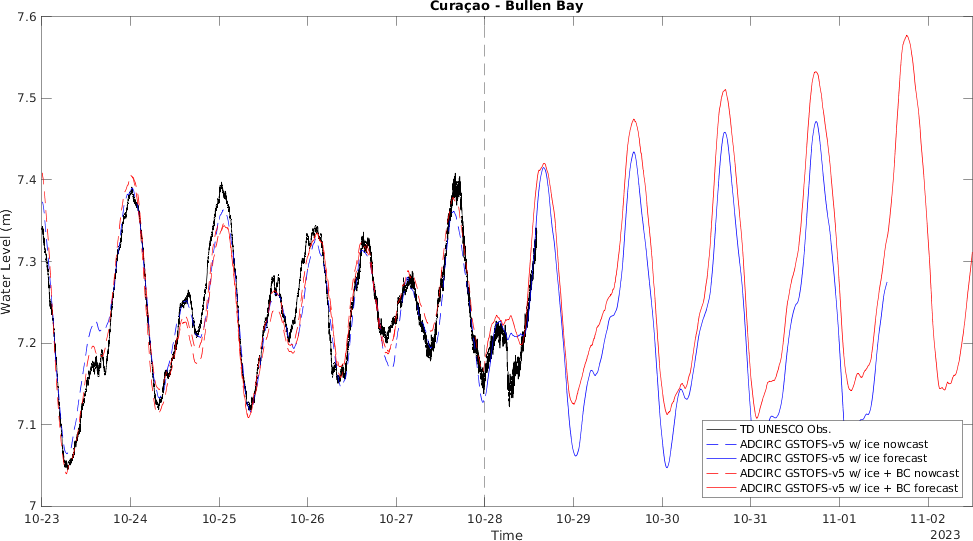 Curaçao - Bullen Bay
7.6
7.5
7.4
7.3
7.2
7.1
7
Water Level (m)
10-23 10-24 10-25 10-26 10-27 10-28 10-29 10-30 10-31 11-01 11-02
Time
2023
TD UNESCO Obs.
ADCIRC GSTOFS-v5 w/ ice nowcast
ADCIRC GSTOFS-v5 w/ ice forecast
ADCIRC GSTOFS-v5 w/ ice + BC nowcast
ADCIRC GSTOFS-v5 w/ ice + BC forecast